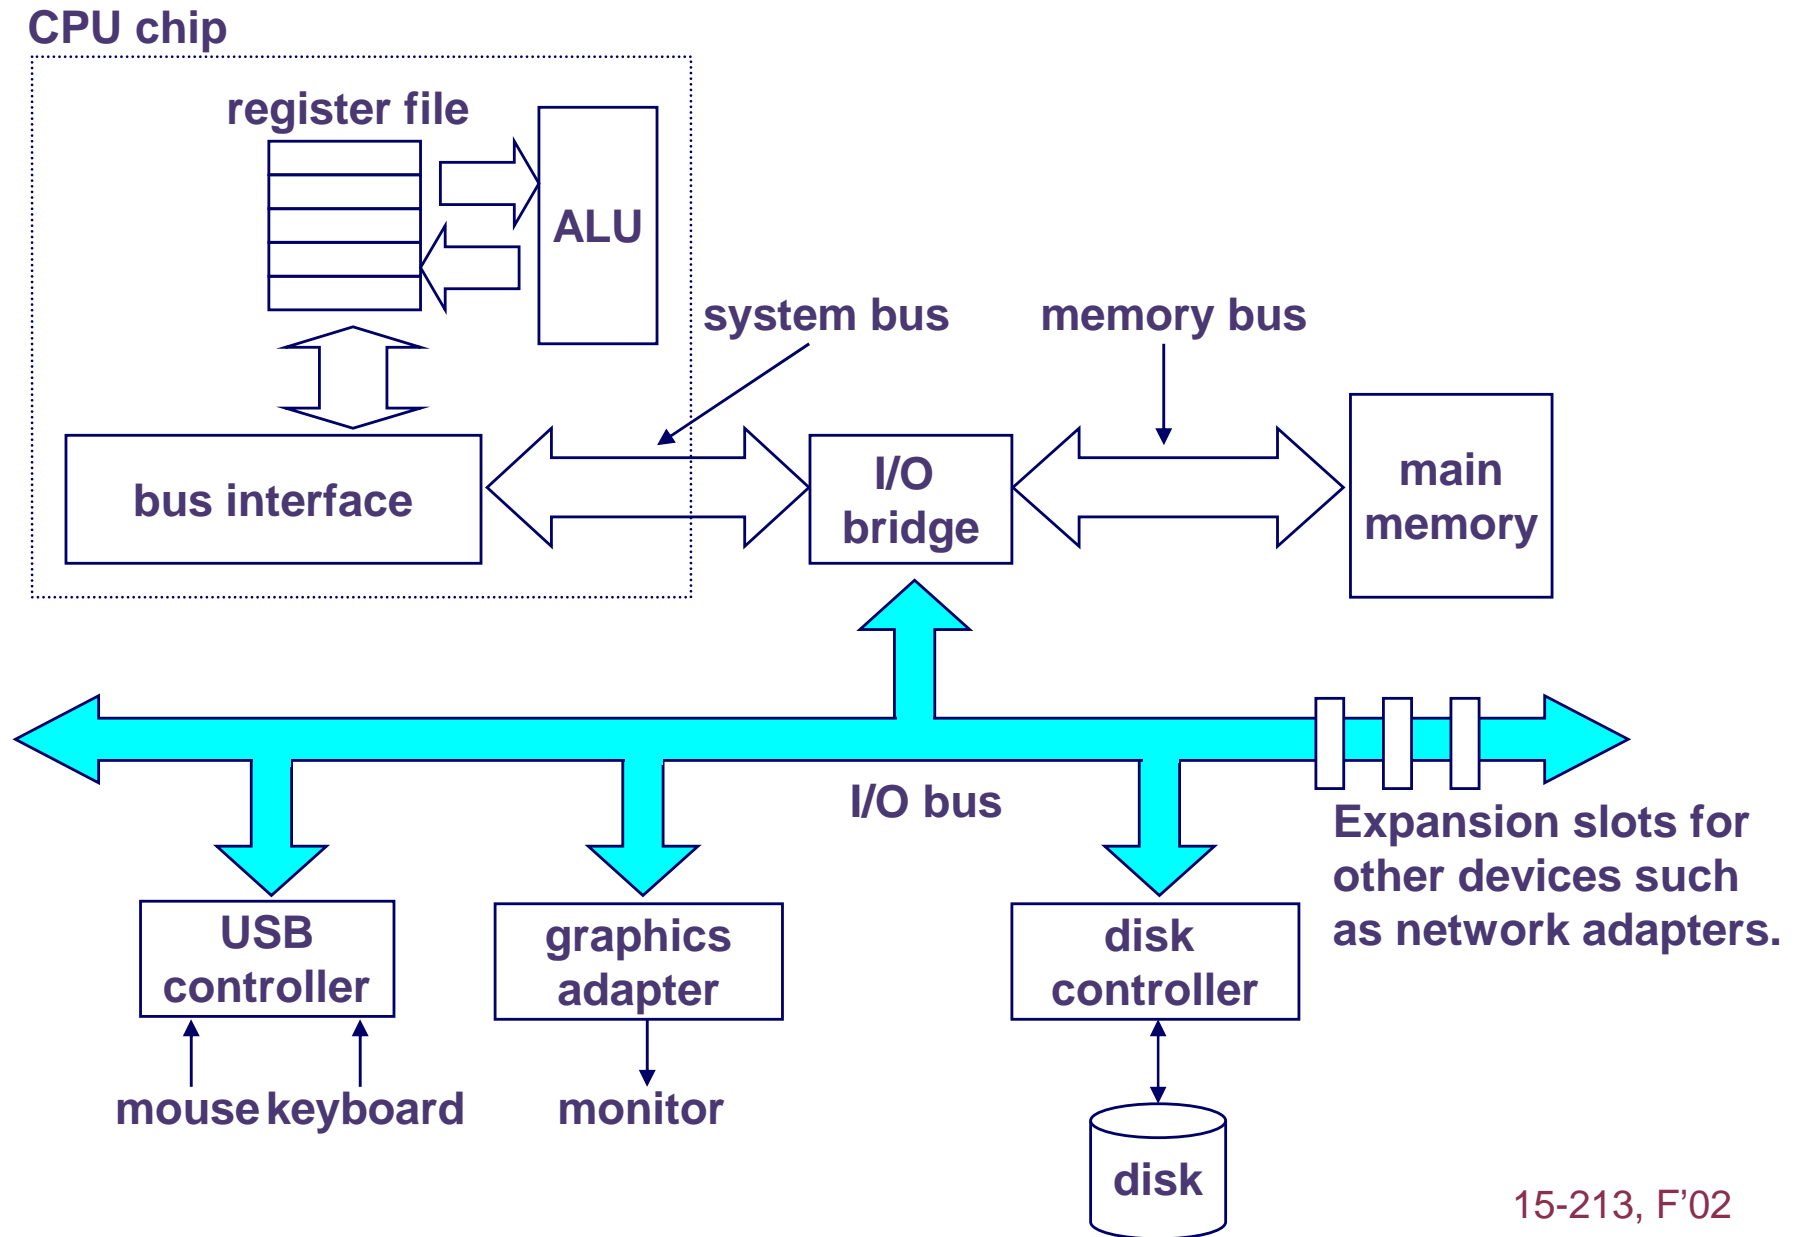 CPU chip
register file
ALU
system bus
memory bus
bus interface
I/O
bridge
main
memory
I/O bus
Expansion slots for
other devices such
as network adapters.
USB
controller
graphics
adapter
disk
controller
mouse
keyboard
monitor
disk
15-213, F’02